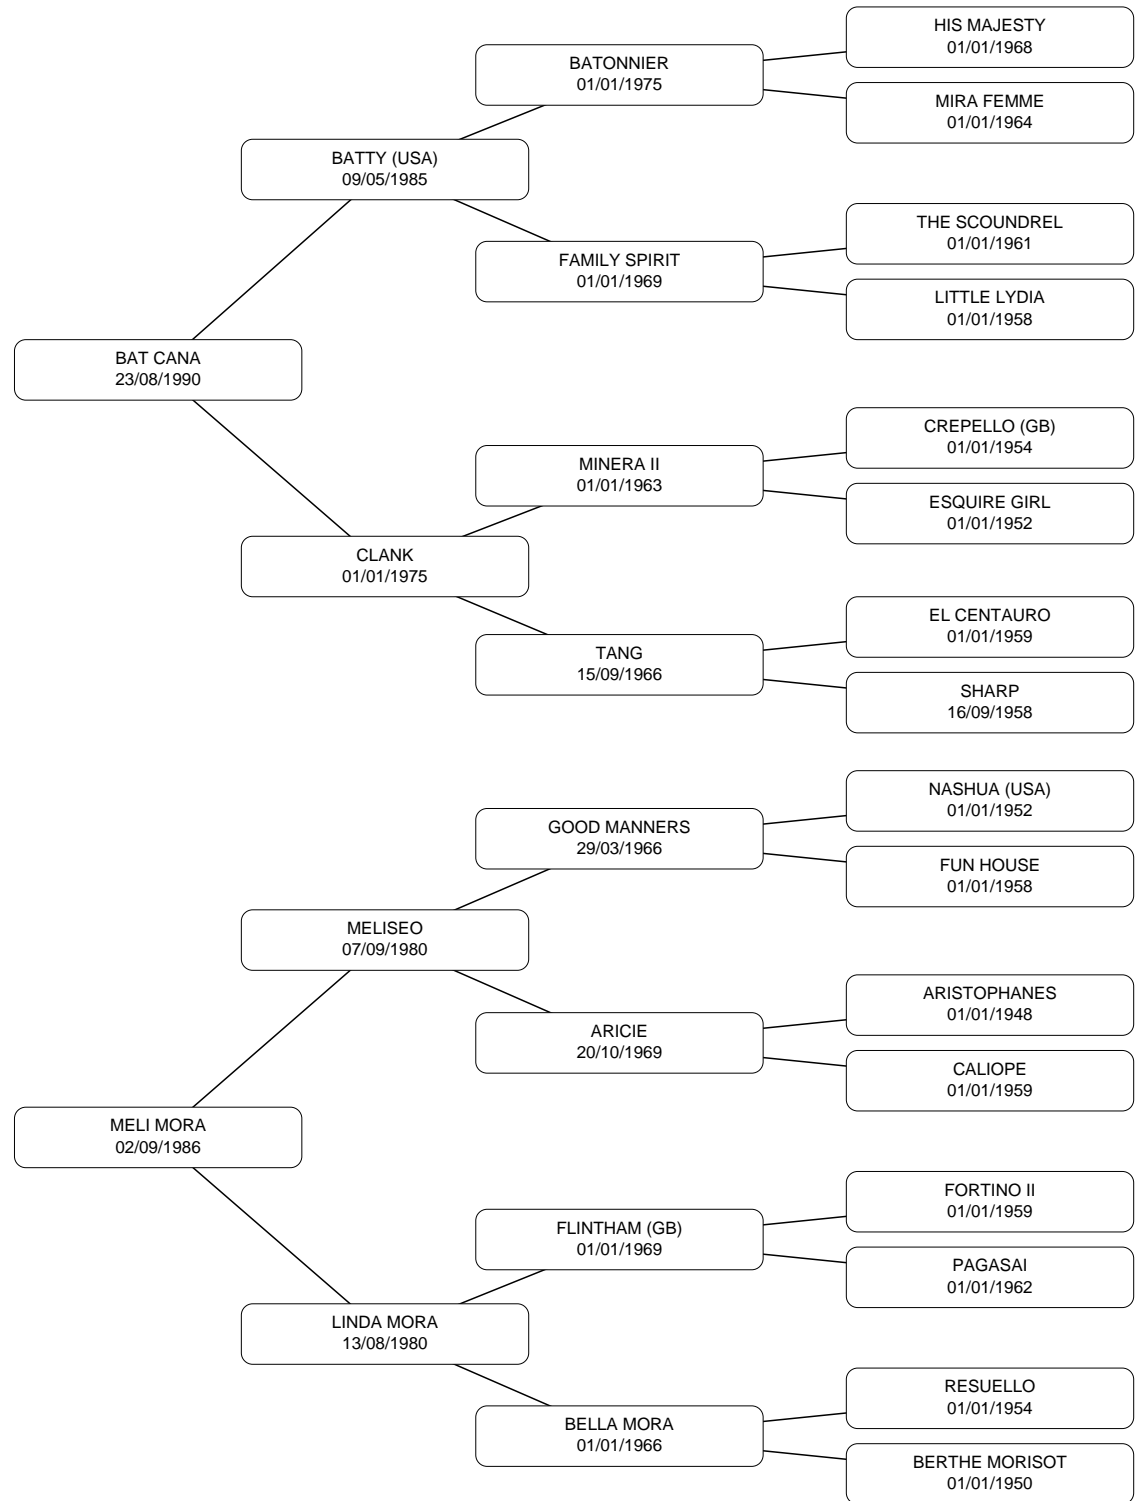 HIS MAJESTY
01/01/1968
BATONNIER
01/01/1975
MIRA FEMME
01/01/1964
BATTY (USA)
09/05/1985
THE SCOUNDREL
01/01/1961
FAMILY SPIRIT
01/01/1969
LITTLE LYDIA
01/01/1958
BAT CANA
23/08/1990
CREPELLO (GB)
01/01/1954
MINERA II
01/01/1963
ESQUIRE GIRL
01/01/1952
CLANK
01/01/1975
EL CENTAURO
01/01/1959
TANG
15/09/1966
SHARP
16/09/1958
NASHUA (USA)
01/01/1952
GOOD MANNERS
29/03/1966
FUN HOUSE
01/01/1958
MELISEO
07/09/1980
ARISTOPHANES
01/01/1948
ARICIE
20/10/1969
CALIOPE
01/01/1959
MELI MORA
02/09/1986
FORTINO II
01/01/1959
FLINTHAM (GB)
01/01/1969
PAGASAI
01/01/1962
LINDA MORA
13/08/1980
RESUELLO
01/01/1954
BELLA MORA
01/01/1966
BERTHE MORISOT
01/01/1950